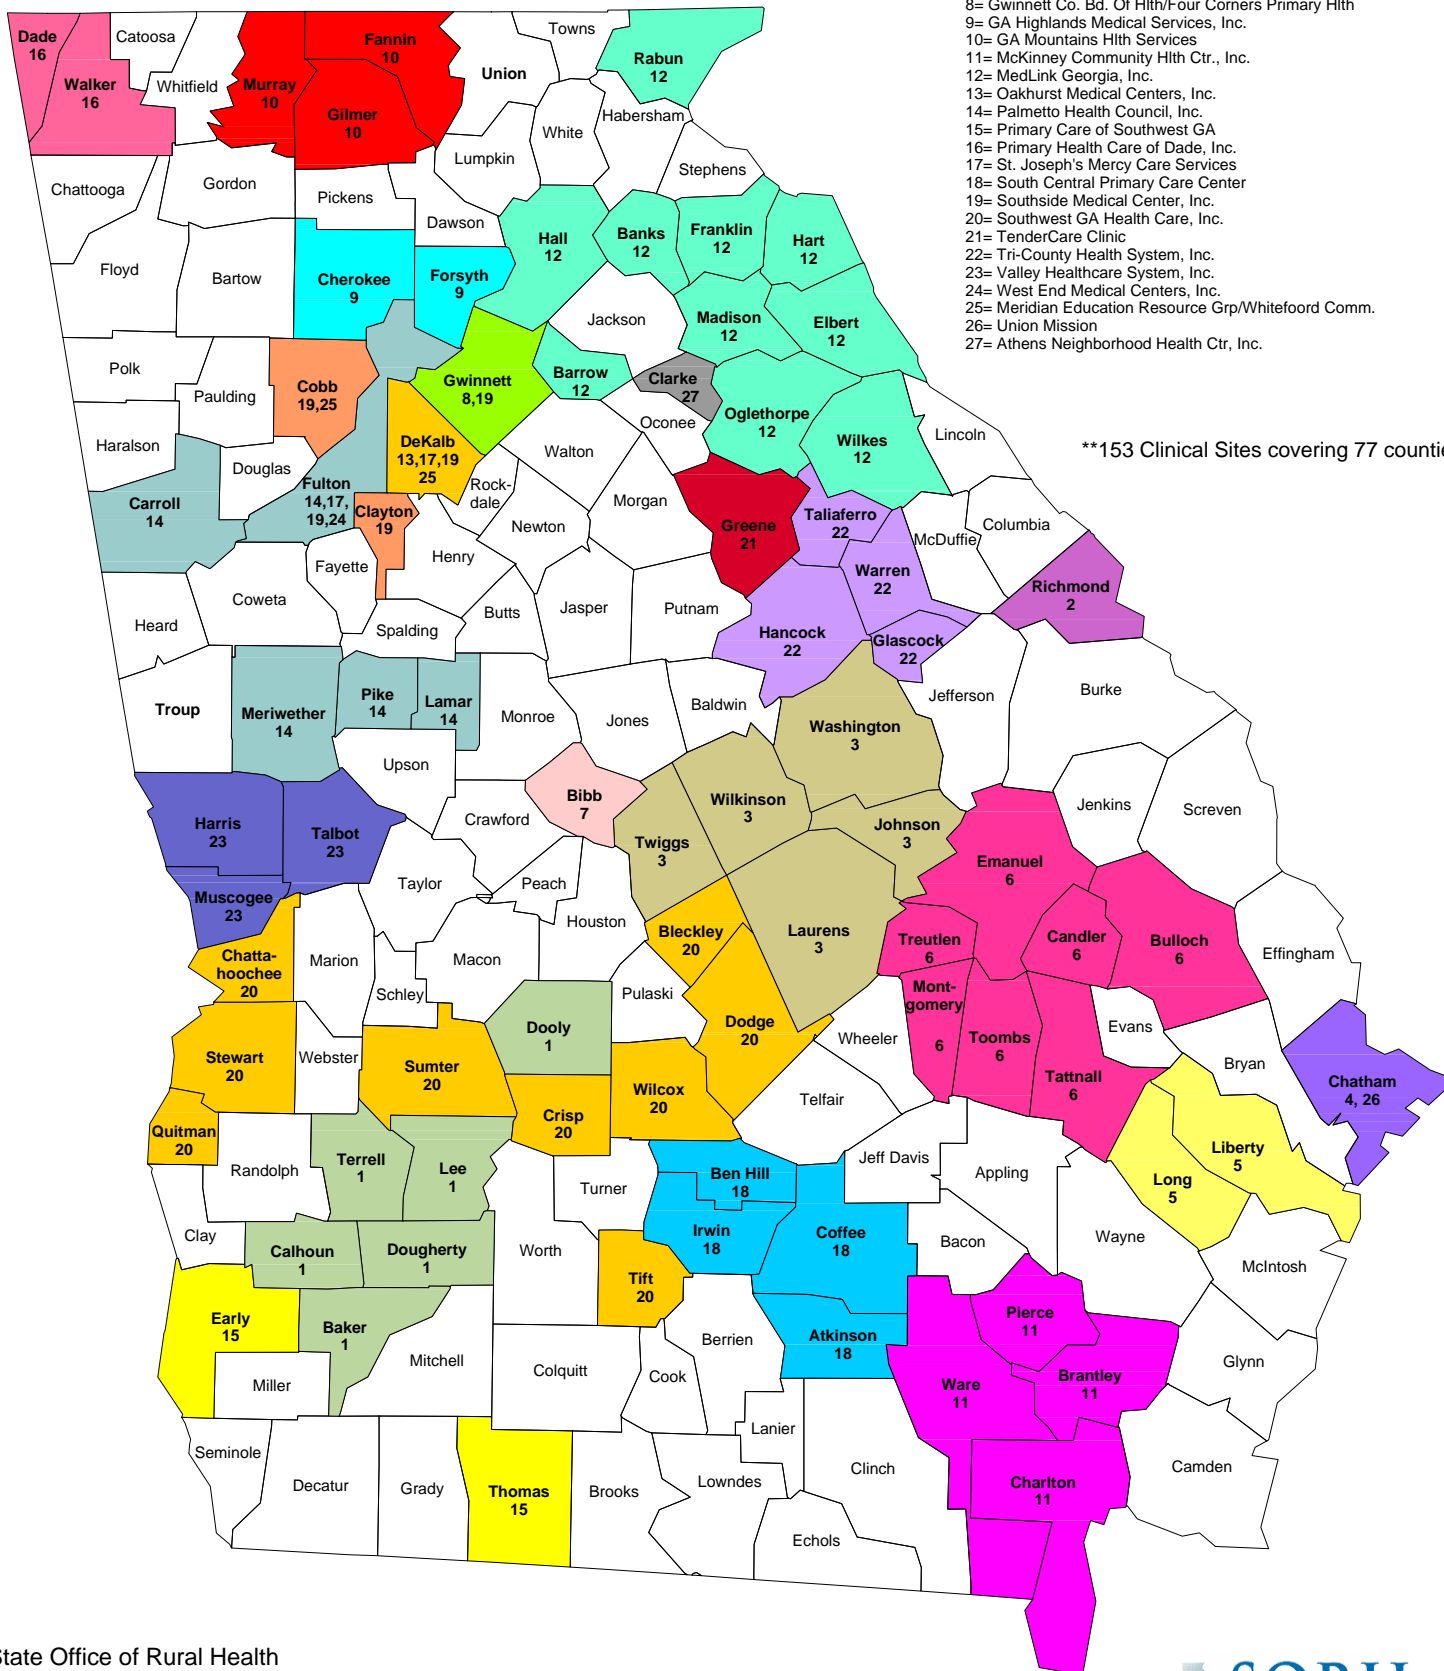 8= Gwinnett Co. Bd. Of Hlth/Four Corners Primary Hlth
9= GA Highlands Medical Services, Inc.
10= GA Mountains Hlth Services
11= McKinney Community Hlth Ctr., Inc.
12= MedLink Georgia, Inc.
13= Oakhurst Medical Centers, Inc.
14= Palmetto Health Council, Inc.
15= Primary Care of Southwest GA
16= Primary Health Care of Dade, Inc.
17= St. Joseph's Mercy Care Services
18= South Central Primary Care Center
19= Southside Medical Center, Inc.
20= Southwest GA Health Care, Inc.
21= TenderCare Clinic
22= Tri-County Health System, Inc.
23= Valley Healthcare System, Inc.
24= West End Medical Centers, Inc.
25= Meridian Education Resource Grp/Whitefoord Comm.
26= Union Mission
27= Athens Neighborhood Health Ctr, Inc.
**153 Clinical Sites covering 77 countie
Dade
16
Catoosa
Walker
16
Whitfield
Murray
10
Fannin
10
Gilmer
10
Union
Towns
Rabun
12
White
Habersham
Lumpkin
Stephens
Chattooga
Gordon
Pickens
Dawson
Hall
12
Banks
12
Franklin
12
Hart
12
Floyd
Bartow
Cherokee
9
Forsyth
9
Jackson
Madison
12
Elbert
12
Polk
Paulding
Cobb
19,25
Gwinnett
8,19
Barrow
12
Clarke
27
Oconee
Oglethorpe
12
Wilkes
12
Lincoln
Haralson
Douglas
DeKalb
13,17,19
25
Walton
Carroll
14
Fulton
14,17,
19,24
Clayton
19
Rock-
dale
Newton
Morgan
Greene
21
Taliaferro
22
McDuffie
Columbia
Warren
22
Richmond
2
Fayette
Henry
Coweta
Heard
Spalding
Butts
Jasper
Putnam
Hancock
22
Glascock
22
Jefferson
Burke
Troup
Meriwether
14
Pike
14
Lamar
14
Monroe
Jones
Baldwin
Washington
3
Upson
Bibb
7
Wilkinson
3
Johnson
3
Jenkins
Screven
Harris
23
Talbot
23
Crawford
Twiggs
3
Emanuel
6
Muscogee
23
Taylor
Peach
Houston
Bleckley
20
Laurens
3
Treutlen
6
Candler
6
Bulloch
6
Effingham
Chatta-
hoochee
20
Marion
Macon
Schley
Pulaski
Mont-
gomery
6
Dooly
1
Dodge
20
Wheeler
Toombs
6
Evans
Bryan
Stewart
20
Webster
Sumter
20
Tattnall
6
Chatham
4, 26
Wilcox
20
Telfair
Crisp
20
Quitman
20
Randolph
Terrell
1
Lee
1
Turner
Ben Hill
18
Jeff Davis
Appling
Long
5
Liberty
5
Clay
Calhoun
1
Dougherty
1
Worth
Irwin
18
Coffee
18
Bacon
Wayne
McIntosh
Tift
20
Early
15
Baker
1
Mitchell
Miller
Colquitt
Cook
Berrien
Atkinson
18
Pierce
11
Ware
11
Brantley
11
Glynn
Seminole
Decatur
Grady
Thomas
15
Brooks
Lowndes
Lanier
Clinch
Echols
Charlton
11
Camden
State Office of Rural Health
SORH